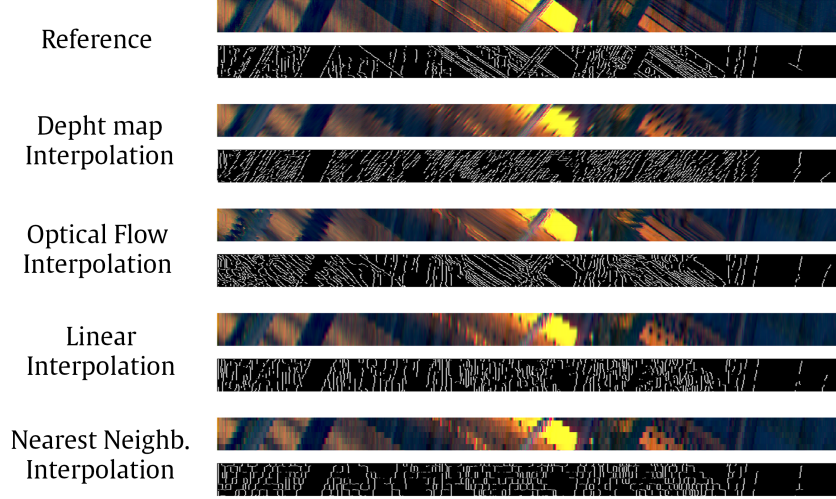 Reference
Depht map
Interpolation
Optical Flow
Interpolation
Linear
Interpolation
Nearest Neighb.
Interpolation